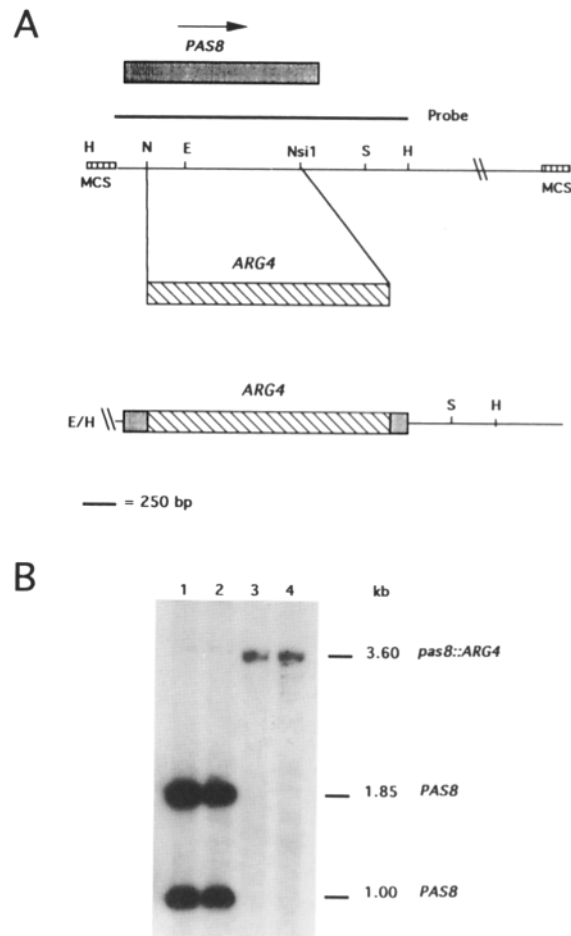 A
PAS8
Probe
H N E Nsi1 S H
MCS MCS
ARG4
ARG4
E/H S H
= 250 bp
B
1 2 3 4 kb
3.60 pas8::ARG4
1.85 PAS8
1.00 PAS8